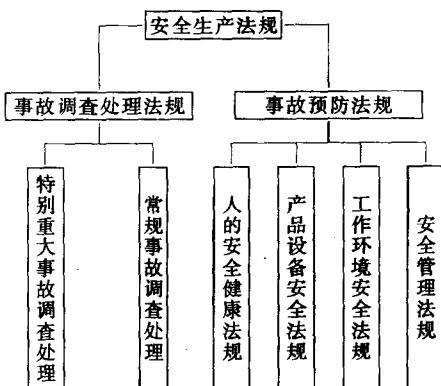 安全生产法规
事故调查处理法规
事故预防法规
特别重大事故调查处理
常规事故调查处理
人的安全健康法规
产品设备安全法规
工作环境安全法规
安全管理法规